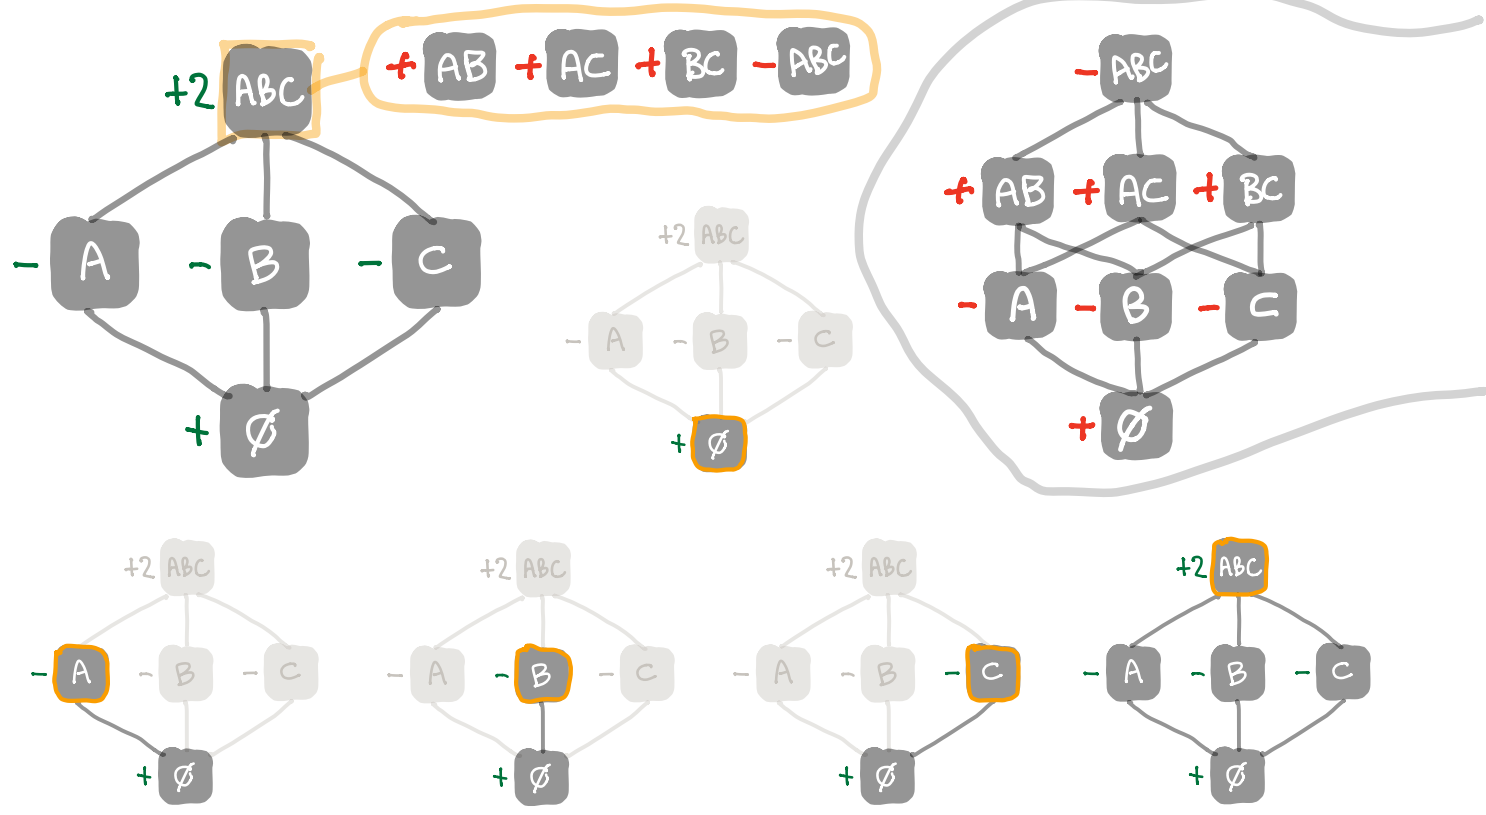 +2 ABC
+ AB + AC + BC - ABC
- A - B - C
+ Ø
- ABC
+ AB + AC + BC
- A - B - C
+ Ø
+2 ABC
- A - B - C
+ Ø
+2 ABC
- A - B - C
+ Ø
+2 ABC
- A - B - C
+ Ø
+2 ABC
- A - B - C
+ Ø
+2 ABC
- A - B - C
+ Ø